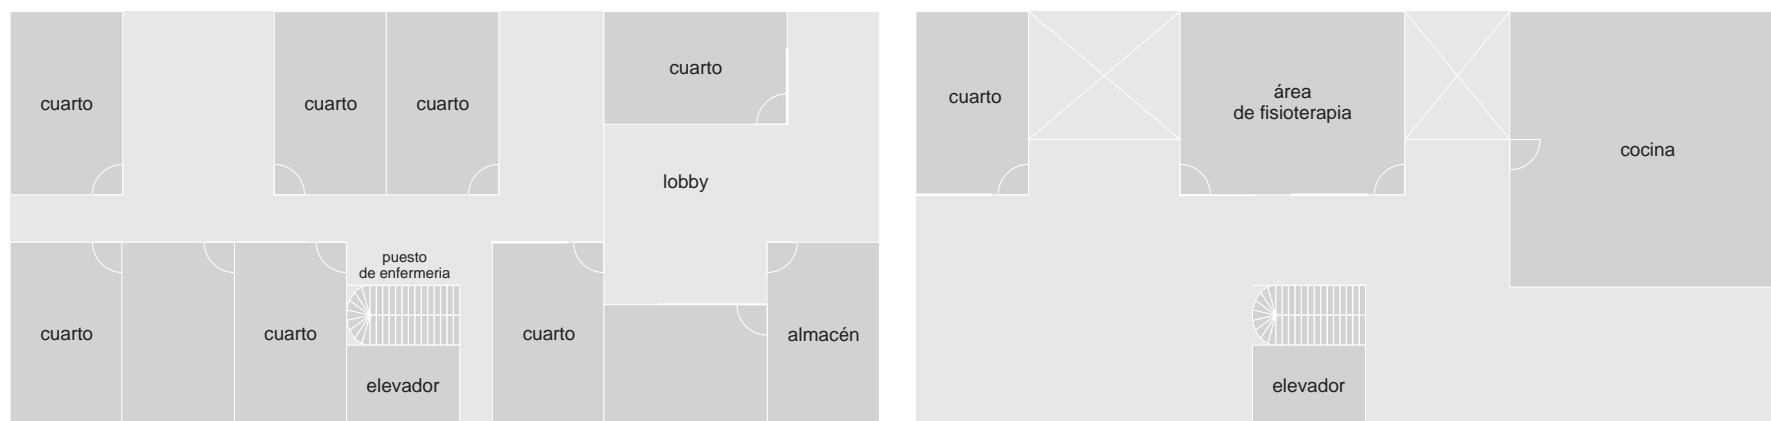 cuarto
cuarto
cuarto
cuarto
lobby
puesto
de enfermeria
cuarto
cuarto
cuarto
almacén
elevador
cuarto
área
de fisioterapia
cocina
elevador